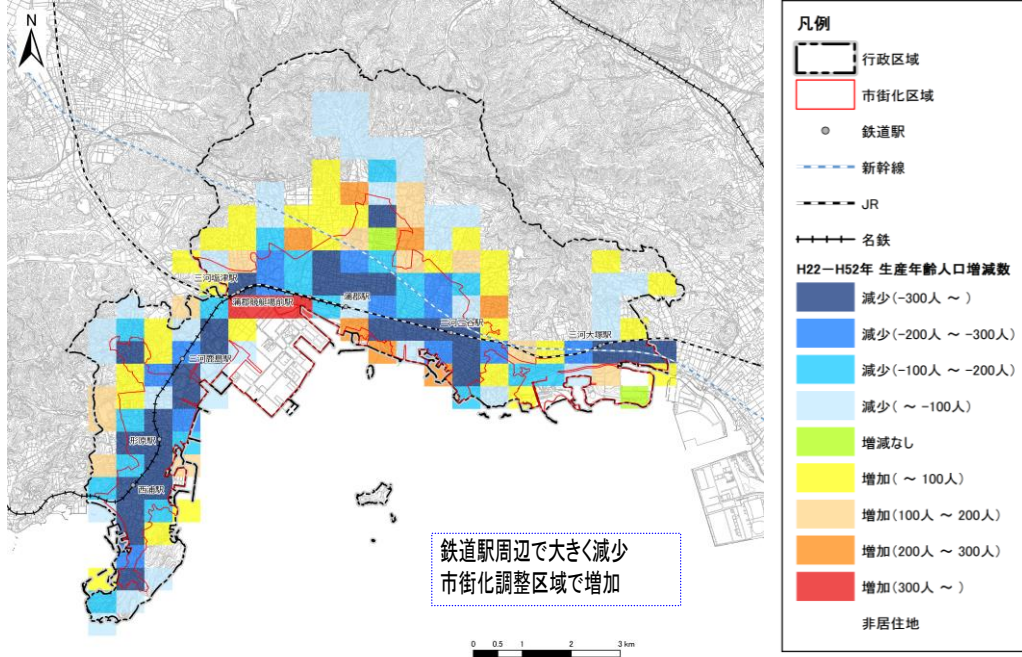 N
三河塩津駅
蒲郡競艇場前駅
蒲郡駅
三河三谷駅
三河大塚駅
三河鹿島駅
形原駅
西浦駅
鉄道駅周辺で大きく減少
市街化調整区域で増加
0 0.5 1 2 3 km
凡例
行政区域
市街化区域
鉄道駅
新幹線
JR
名鉄
H22－H52年 生産年齢人口増減数
減少(-300人 ～ )
減少(-200人 ～ -300人)
減少(-100人 ～ -200人)
減少( ～ -100人)
増減なし
増加( ～ 100人)
増加(100人 ～ 200人)
増加(200人 ～ 300人)
増加(300人 ～ )
非居住地